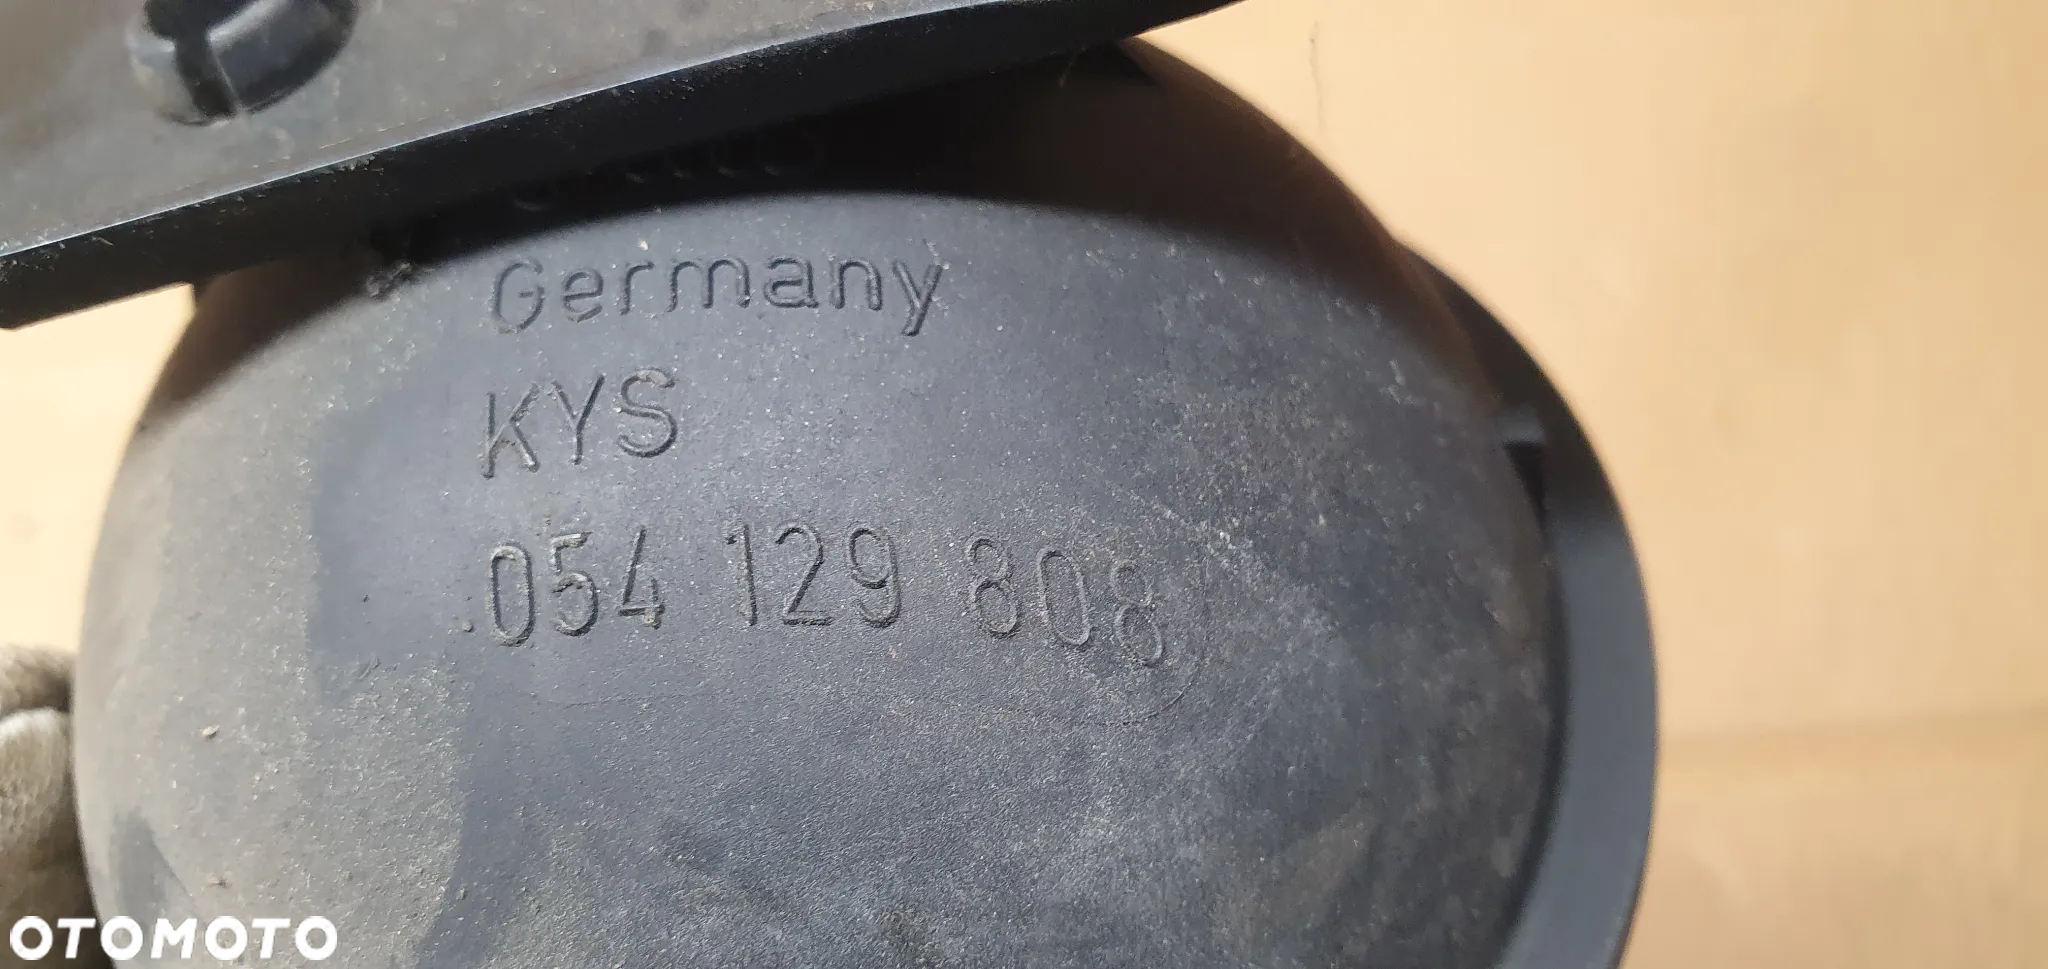 Germany
KYS
054 129 808
OTOMOTO